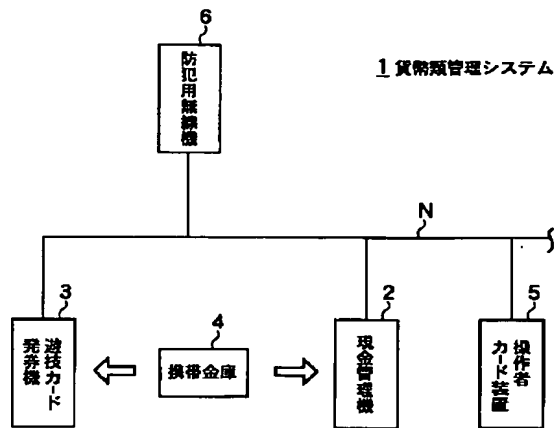 6
防犯用無線機
1 貨幣類管理システム
N
3
遊技カード
発券機
4
携帯金庫
2
現金管理機
5
操作者
カード装置